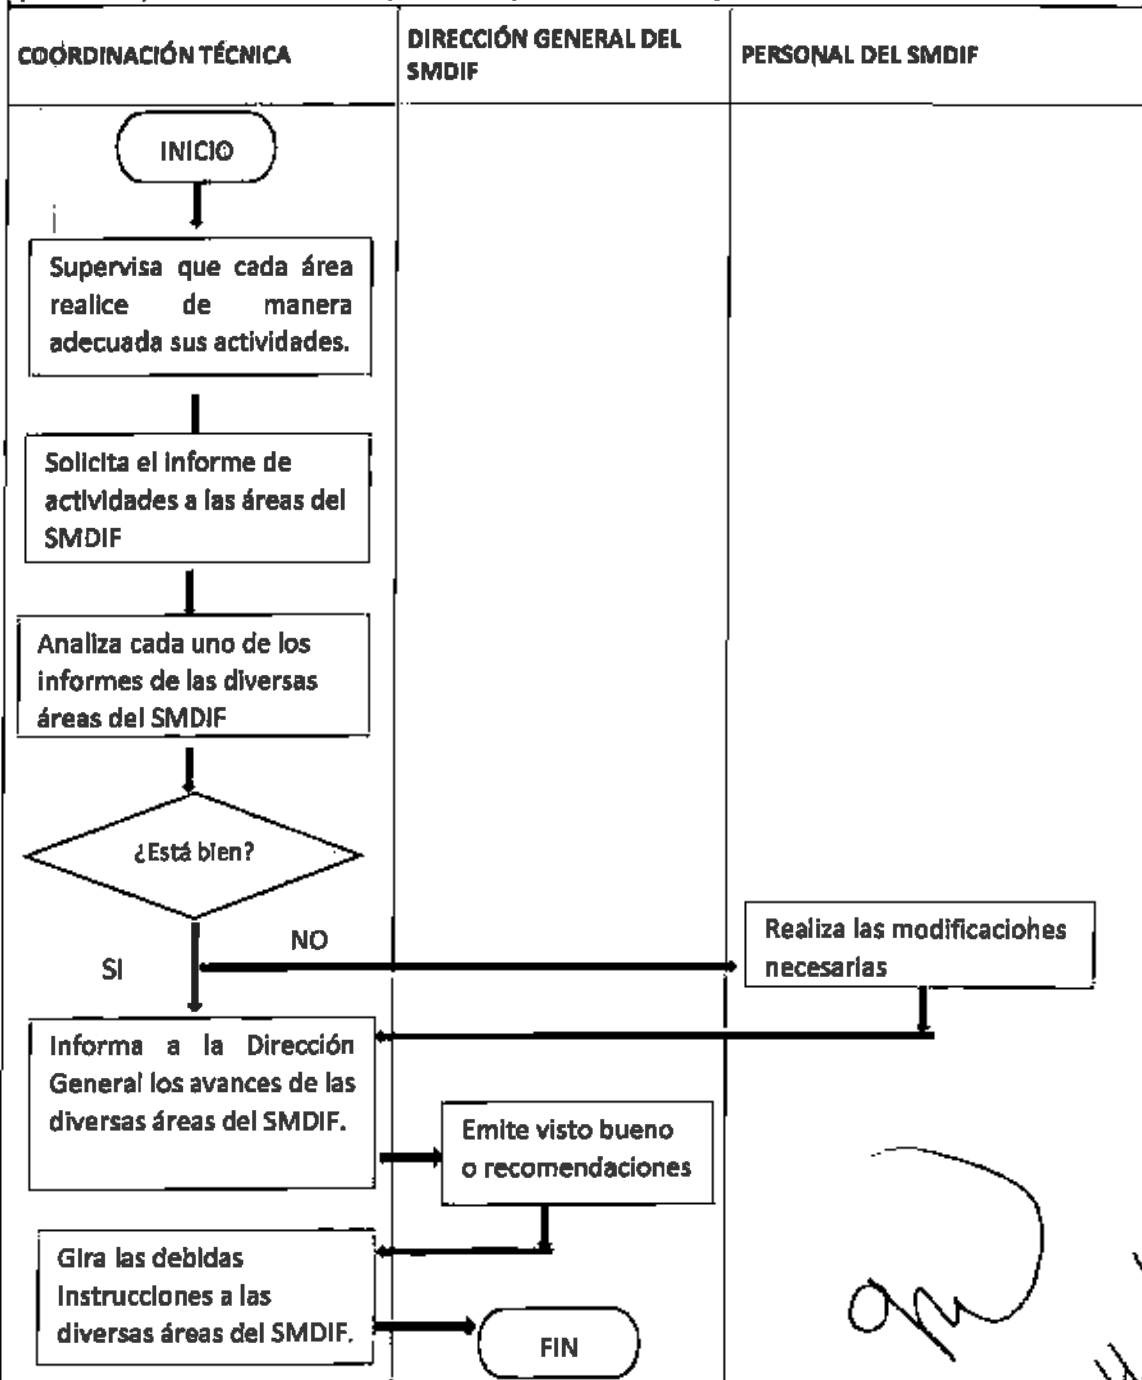 COORDINACIÓN TÉCNICA
DIRECCIÓN GENERAL DEL
SMDIF
PERSONAL DEL SMDIF
INICIO
Supervisa que cada área
realice de manera
adecuada sus actividades.
Solicita el informe de
actividades a las áreas del
SMDIF
Analiza cada uno de los
informes de las diversas
áreas del SMDIF
¿Está bien?
NO
SI
Realiza las modificaciones
necesarias
Informa a la Dirección
General los avances de las
diversas áreas del SMDIF.
Emite visto bueno
o recomendaciones
Gira las debidas
Instrucciones a las
diversas áreas del SMDIF.
FIN